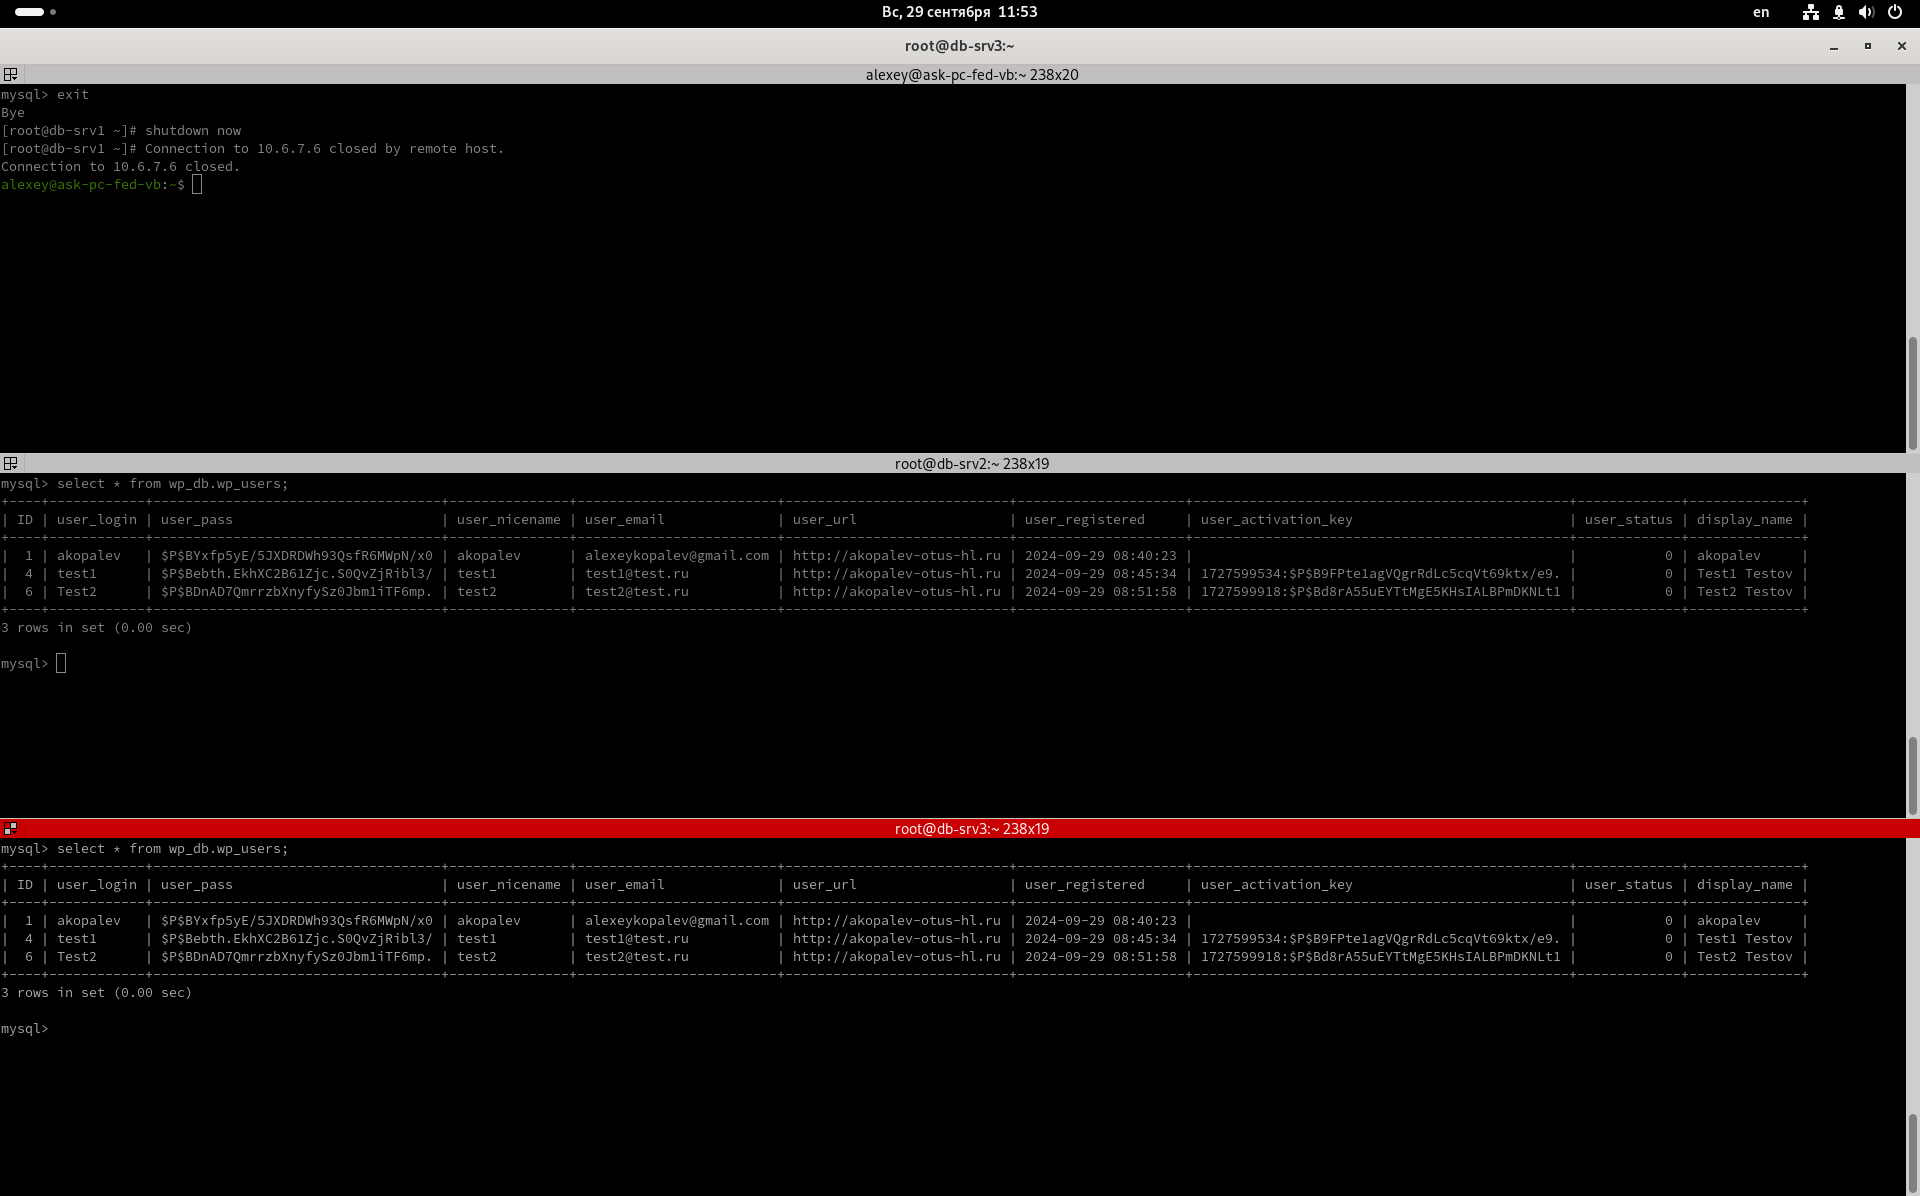 Вс, 29 сентября 11:53
en
root@db-srv3:~
alexey@ask-pc-fed-vb:~ 238x20
mysql> exit
Bye
[root@db-srv1 ~]# shutdown now
[root@db-srv1 ~]# Connection to 10.6.7.6 closed by remote host.
Connection to 10.6.7.6 closed.
alexey@ask-pc-fed-vb:~$
root@db-srv2:~ 238x19
mysql> select * from wp_db.wp_users;
| ID | user_login | user_pass | user_nicename | user_email | user_url | user_registered | user_activation_key | user_status | display_name |
| 1 | akopalev | $P$BYxfp5yE/5JXDRDWh93QsfR6MWpN/x0 | akopalev | alexeykopalev@gmail.com | http://akopalev-otus-hl.ru | 2024-09-29 08:40:23 | | 0 | akopalev |
| 4 | test1 | $P$Bebth.EkhXC2B61Zjc.S0QvZjRibl3/ | test1 | test1@test.ru | http://akopalev-otus-hl.ru | 2024-09-29 08:45:34 | 1727599534:$P$B9FPte1agVQgrRdLc5cqVt69ktx/e9. | 0 | Test1 Testov |
| 6 | Test2 | $P$BDnAD7QmrrzbXnyfySz0Jbm1iTF6mp. | test2 | test2@test.ru | http://akopalev-otus-hl.ru | 2024-09-29 08:51:58 | 1727599918:$P$Bd8rA55uEYTtMgE5KHsIALBPmDKNLt1 | 0 | Test2 Testov |
3 rows in set (0.00 sec)
mysql>
root@db-srv3:~ 238x19
mysql> select * from wp_db.wp_users;
| ID | user_login | user_pass | user_nicename | user_email | user_url | user_registered | user_activation_key | user_status | display_name |
| 1 | akopalev | $P$BYxfp5yE/5JXDRDWh93QsfR6MWpN/x0 | akopalev | alexeykopalev@gmail.com | http://akopalev-otus-hl.ru | 2024-09-29 08:40:23 | | 0 | akopalev |
| 4 | test1 | $P$Bebth.EkhXC2B61Zjc.S0QvZjRibl3/ | test1 | test1@test.ru | http://akopalev-otus-hl.ru | 2024-09-29 08:45:34 | 1727599534:$P$B9FPte1agVQgrRdLc5cqVt69ktx/e9. | 0 | Test1 Testov |
| 6 | Test2 | $P$BDnAD7QmrrzbXnyfySz0Jbm1iTF6mp. | test2 | test2@test.ru | http://akopalev-otus-hl.ru | 2024-09-29 08:51:58 | 1727599918:$P$Bd8rA55uEYTtMgE5KHsIALBPmDKNLt1 | 0 | Test2 Testov |
3 rows in set (0.00 sec)
mysql>